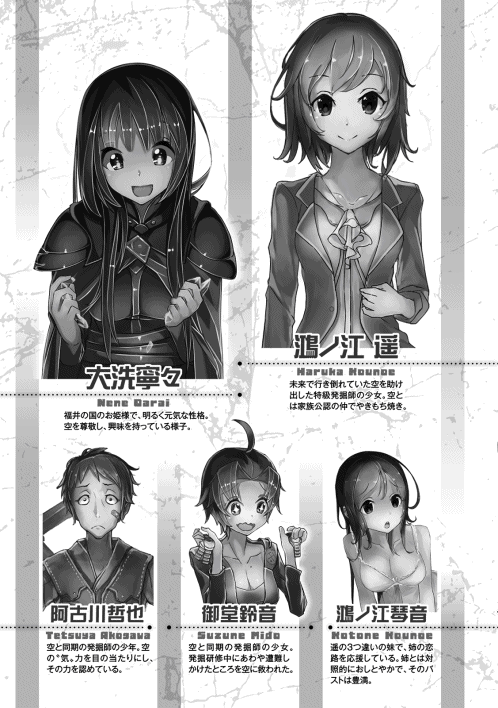 鴻ノ江 遥
Haruka Kounoe
未来で行き倒れていた空を助け
出した特級発掘師の少女。空と
は家族公認の仲でやきもち焼き。
大洗寧々
Nene Oarai
福井の国のお姫様で、明るく元気な性格。
空を尊敬し、興味を持っている様子。
阿古川哲也
Tetsuya Akogawa
空と同期の発掘師の少年。空
の〝気〟力を目の当たりにし、
その力を認めている。
御堂鈴音
Suzune Mido
空と同期の発掘師の少女。
発掘研修中にあわや遭難し
かけたところを空に救われた。
鴻ノ江琴音
Kotone Kounoe
遥の3つ違いの妹で、姉の恋
路を応援している。姉とは対
照的におしとやかで、そのバ
ストは豊満。